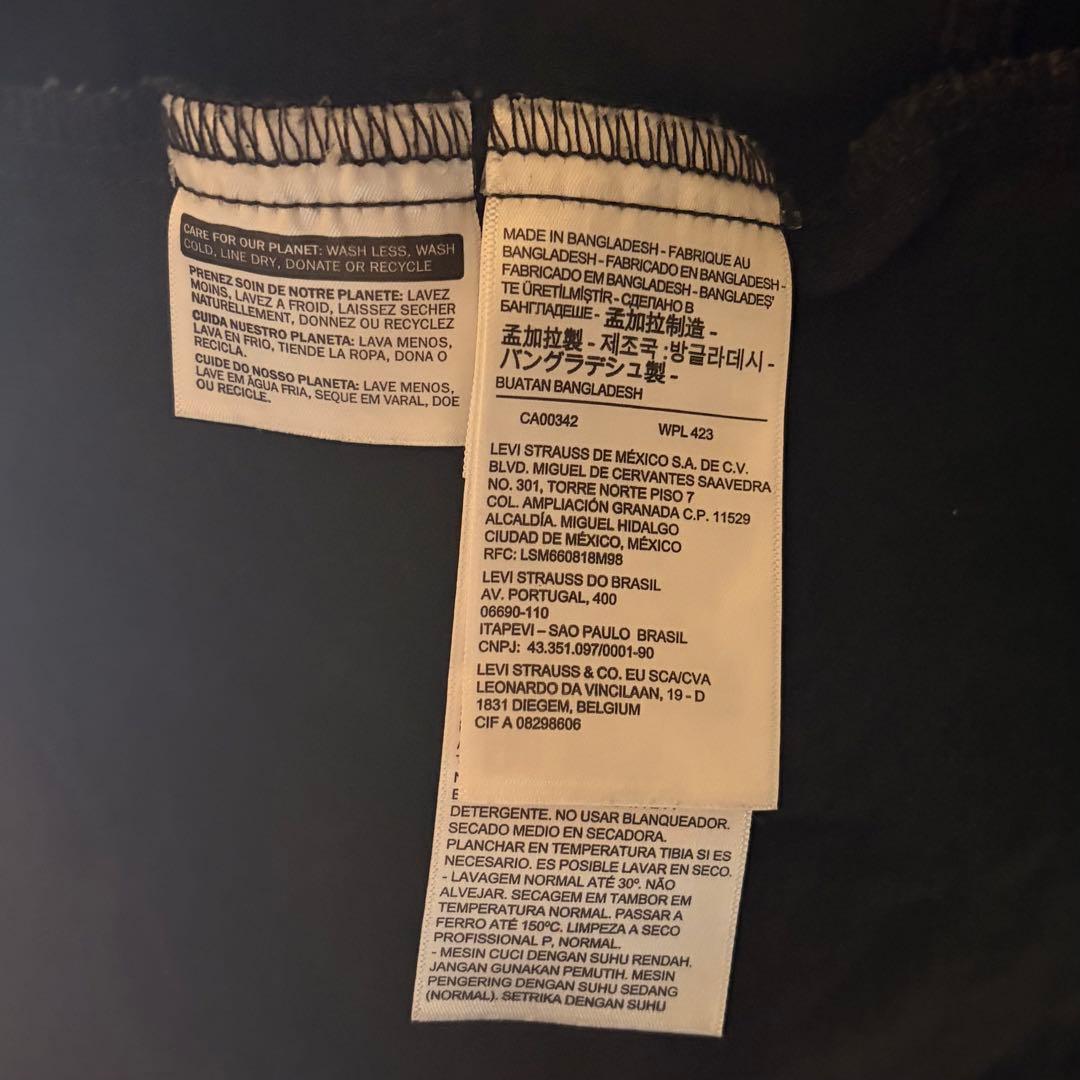 CARE FOR OUR PLANET: WASH LESS, WASH
COLD, LINE DRY, DONATE OR RECYCLE
PRENEZ SOIN DE NOTRE PLANETE: LAVEZ
MOINS, LAVEZ A FROID, LAISSEZ SECHER
NATURELLEMENT, DONNEZ OU RECYCLEZ
CUIDA NUESTRO PLANETA: LAVA MENOS,
LAVA EN FRIO, TIENDE LA ROPA, DONA O
RECICLA.
CUIDE DO NOSSO PLANETA: LAVE MENOS,
LAVE EM ÁGUA FRIA, SEQUE EM VARAL, DOE
OU RECICLE.
MADE IN BANGLADESH - FABRIQUE AU
BANGLADESH - FABRICADO EN BANGLADESH -
FABRICADO EM BANGLADESH - BANGLADEŞ'
TE ÜRETİLMİŞTİR - СДЕЛАНО В
БАНГЛАДЕШЕ - 孟加拉制造 -
孟加拉製 - 제조국 :방글라데시 -
バングラデシュ製 -
BUATAN BANGLADESH
CA00342 WPL 423
LEVI STRAUSS DE MÉXICO S.A. DE C.V.
BLVD. MIGUEL DE CERVANTES SAAVEDRA
NO. 301, TORRE NORTE PISO 7
COL. AMPLIACIÓN GRANADA C.P. 11529
ALCALDÍA. MIGUEL HIDALGO
CIUDAD DE MÉXICO, MÉXICO
RFC: LSM660818M98
LEVI STRAUSS DO BRASIL
AV. PORTUGAL, 400
06690-110
ITAPEVI – SAO PAULO BRASIL
CNPJ: 43.351.097/0001-90
LEVI STRAUSS & CO. EU SCA/CVA
LEONARDO DA VINCILAAN, 19 - D
1831 DIEGEM, BELGIUM
CIF A 08298606
DETERGENTE. NO USAR BLANQUEADOR.
SECADO MEDIO EN SECADORA.
PLANCHAR EN TEMPERATURA TIBIA SI ES
NECESARIO. ES POSIBLE LAVAR EN SECO.
- LAVAGEM NORMAL ATÉ 30º. NÃO
ALVEJAR. SECAGEM EM TAMBOR EM
TEMPERATURA NORMAL. PASSAR A
FERRO ATÉ 150ºC. LIMPEZA A SECO
PROFISSIONAL P, NORMAL.
- MESIN CUCI DENGAN SUHU RENDAH.
JANGAN GUNAKAN PEMUTIH. MESIN
PENGERING DENGAN SUHU SEDANG
(NORMAL). SETRIKA DENGAN SUHU